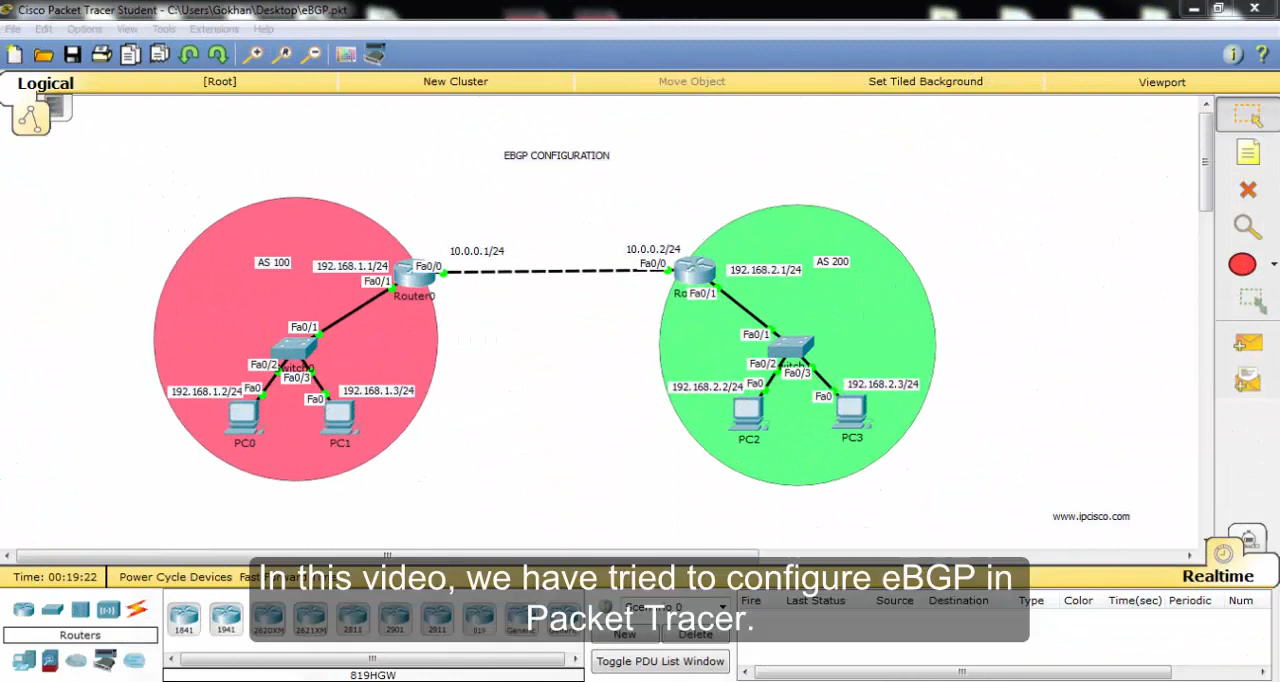 Cisco Packet Tracer Student - C:\Users\Gokhan\Desktop\eBGP.pkt
File Edit Options View Tools Extensions Help
Logical [Root] New Cluster Move Object Set Tiled Background Viewport
EBGP CONFIGURATION
10.0.0.1/24 10.0.0.2/24
AS 100 192.168.1.1/24 Fa0/0 Fa0/0 192.168.2.1/24 AS 200
Fa0/1 Fa0/1
Router0
Fa0/1 Fa0/1
Fa0/2 Fa0/2
Fa0/3 Fa0/3
192.168.1.2/24 Fa0 Fa0 192.168.1.3/24 192.168.2.2/24 Fa0 Fa0 192.168.2.3/24
PC0 PC1 PC2 PC3
www.ipcisco.com
Time: 00:19:22 Power Cycle Devices Fast
Realtime
In this video, we have tried to configure eBGP in
Packet Tracer.
Scenario 0
Fire Last Status Source Destination Type Color Time(sec) Periodic Num
1841 1941 2620XM 2621XM 2811 2901 2911 819 Generic
New Delete
Routers
Toggle PDU List Window
819HGW